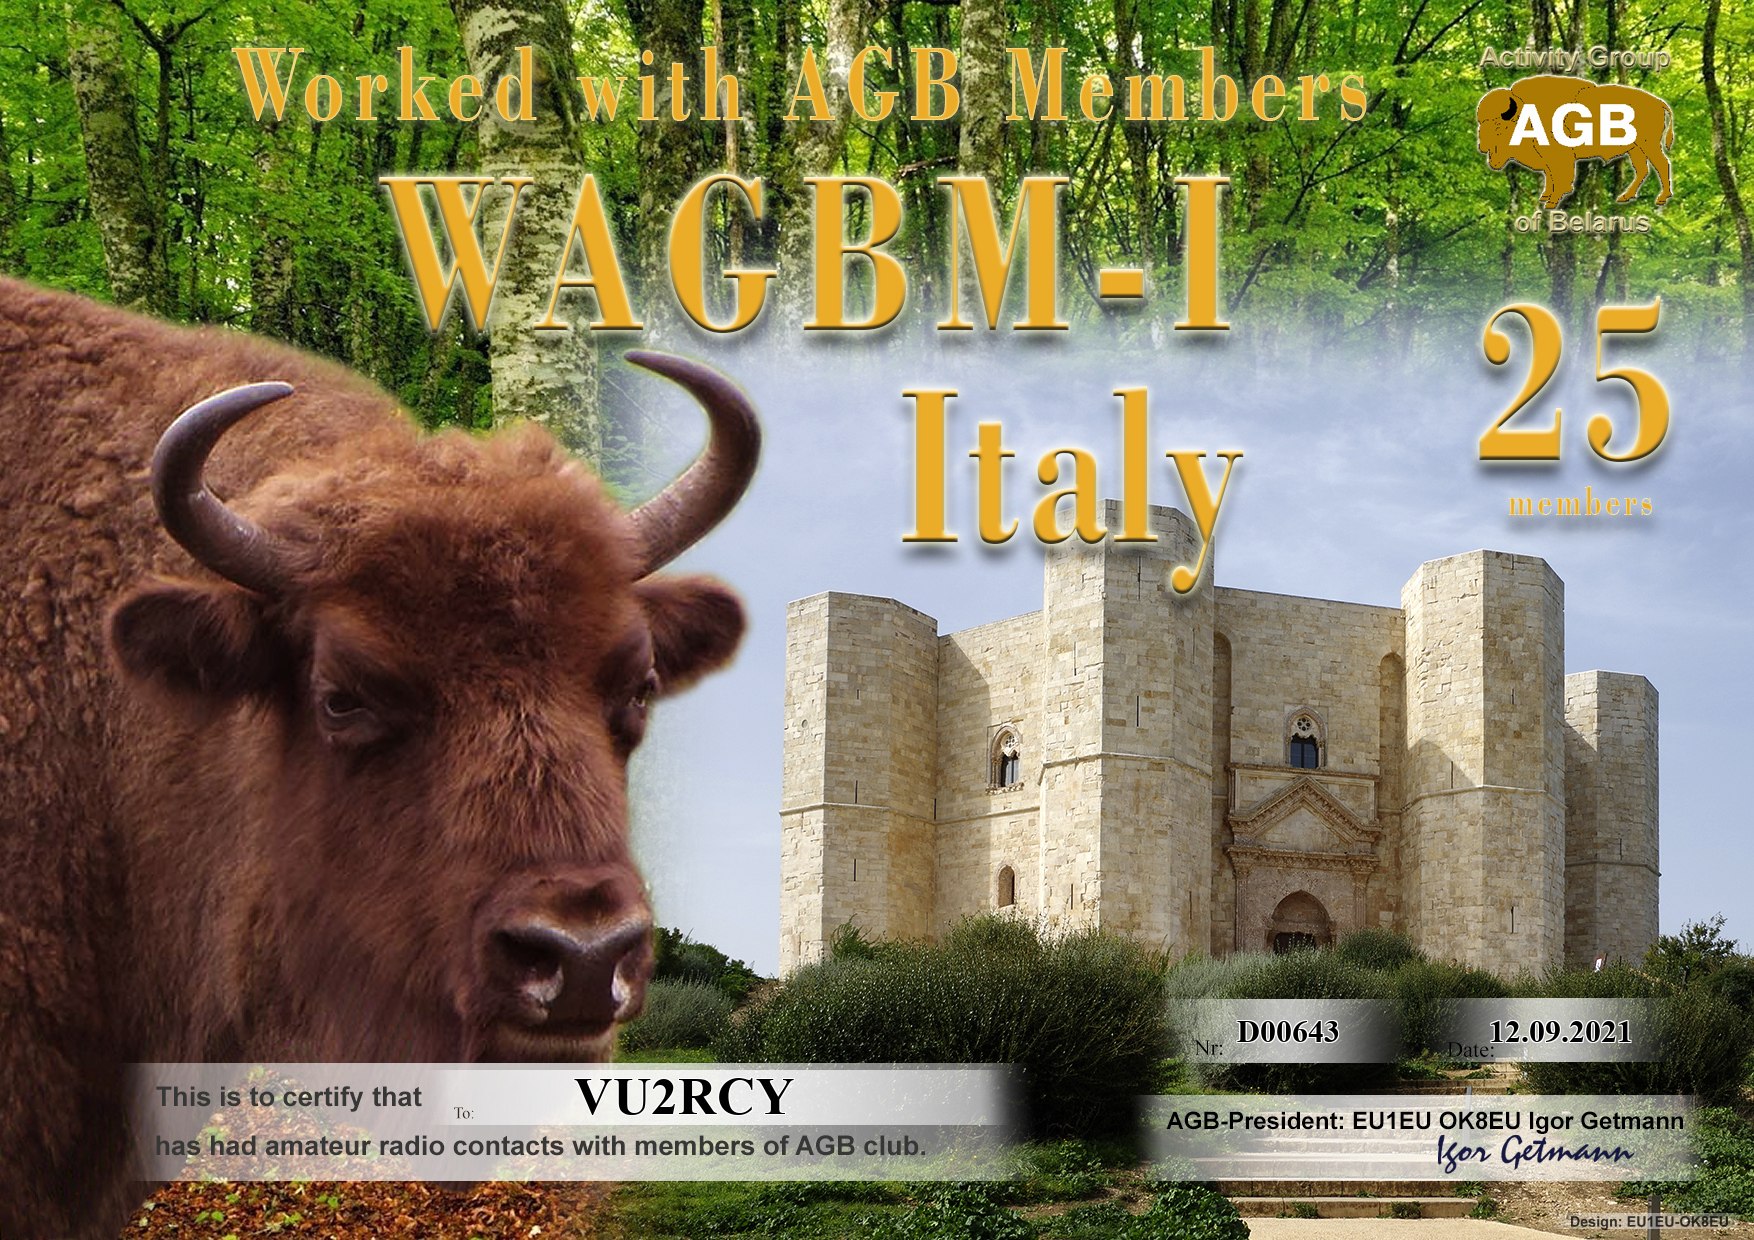 Worked with AGB Members
Activity Group
AGB
of Belarus
WAGBM-I
Italy
25
members
Nr: D00643
Date: 12.09.2021
This is to certify that
To: VU2RCY
has had amateur radio contacts with members of AGB club.
AGB-President: EU1EU OK8EU Igor Getmann
Igor Getmann
Design: EU1EU-OK8EU